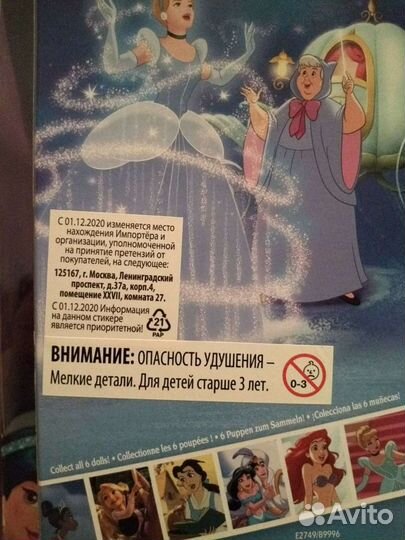 С 01.12.2020 изменяется место
нахождения Импортёра и
организации, уполномоченной
на принятие претензий от
покупателей, на следующее:
125167, г. Москва, Ленинградский
проспект, д.37а, корп.4,
помещение XXVII, комната 27.
С 01.12.2020 Информация
на данном стикере
является приоритетной!
21
PAP
ВНИМАНИЕ: ОПАСНОСТЬ УДУШЕНИЯ –
Мелкие детали. Для детей старше 3 лет.
0-3
Collect all 6 dolls! • Collectionne les 6 poupées! • 6 Puppen zum Sammeln! • ¡Colecciona las 6 muñecas!
E2749/B9996
Avito